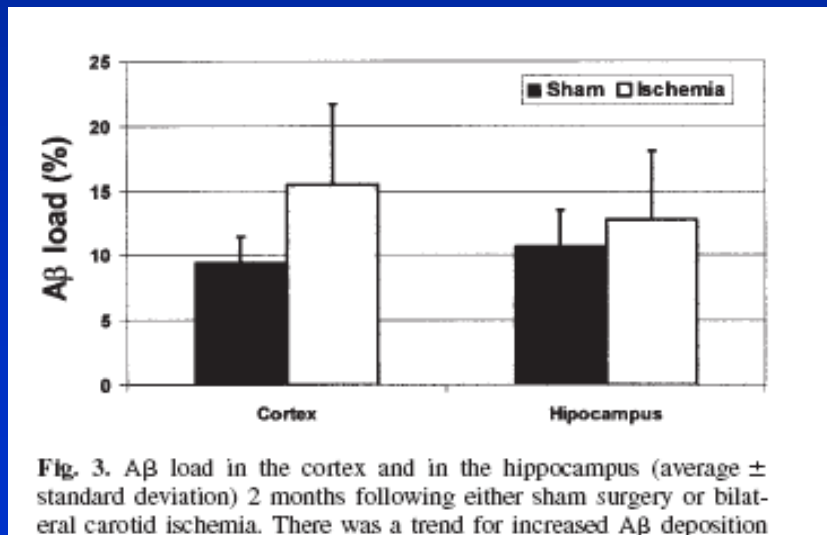 25
Sham Ischemia
20
15
10
5
0
Aβ load (%)
Cortex Hipocampus
Fig. 3. Aβ load in the cortex and in the hippocampus (average ±
standard deviation) 2 months following either sham surgery or bilat-
eral carotid ischemia. There was a trend for increased Aβ deposition